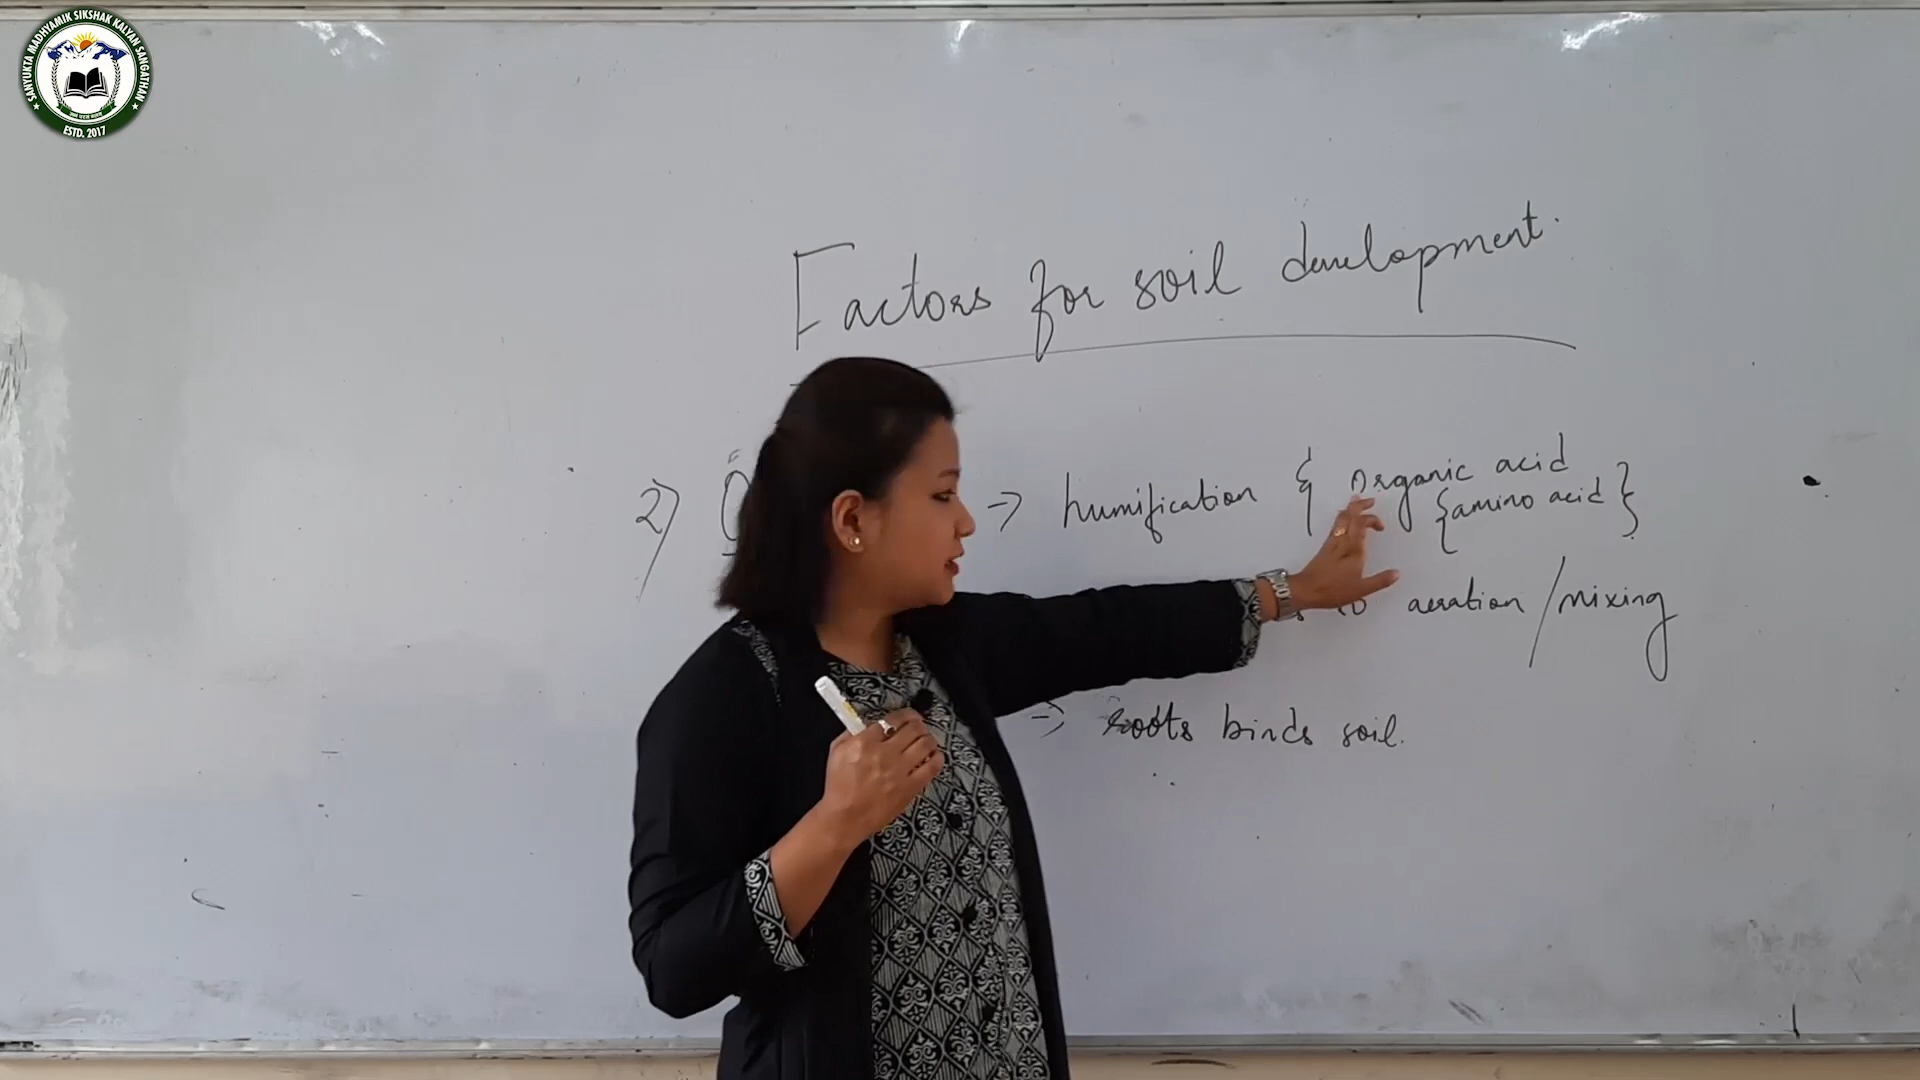 SANYUKTA MADHYAMIK SIKSHAK KALYAN SANGATHAN
ESTD. 2017
Factors for soil development.
2) → humification & organic acid
{amino acid}
aeration / mixing
→ roots binds soil.